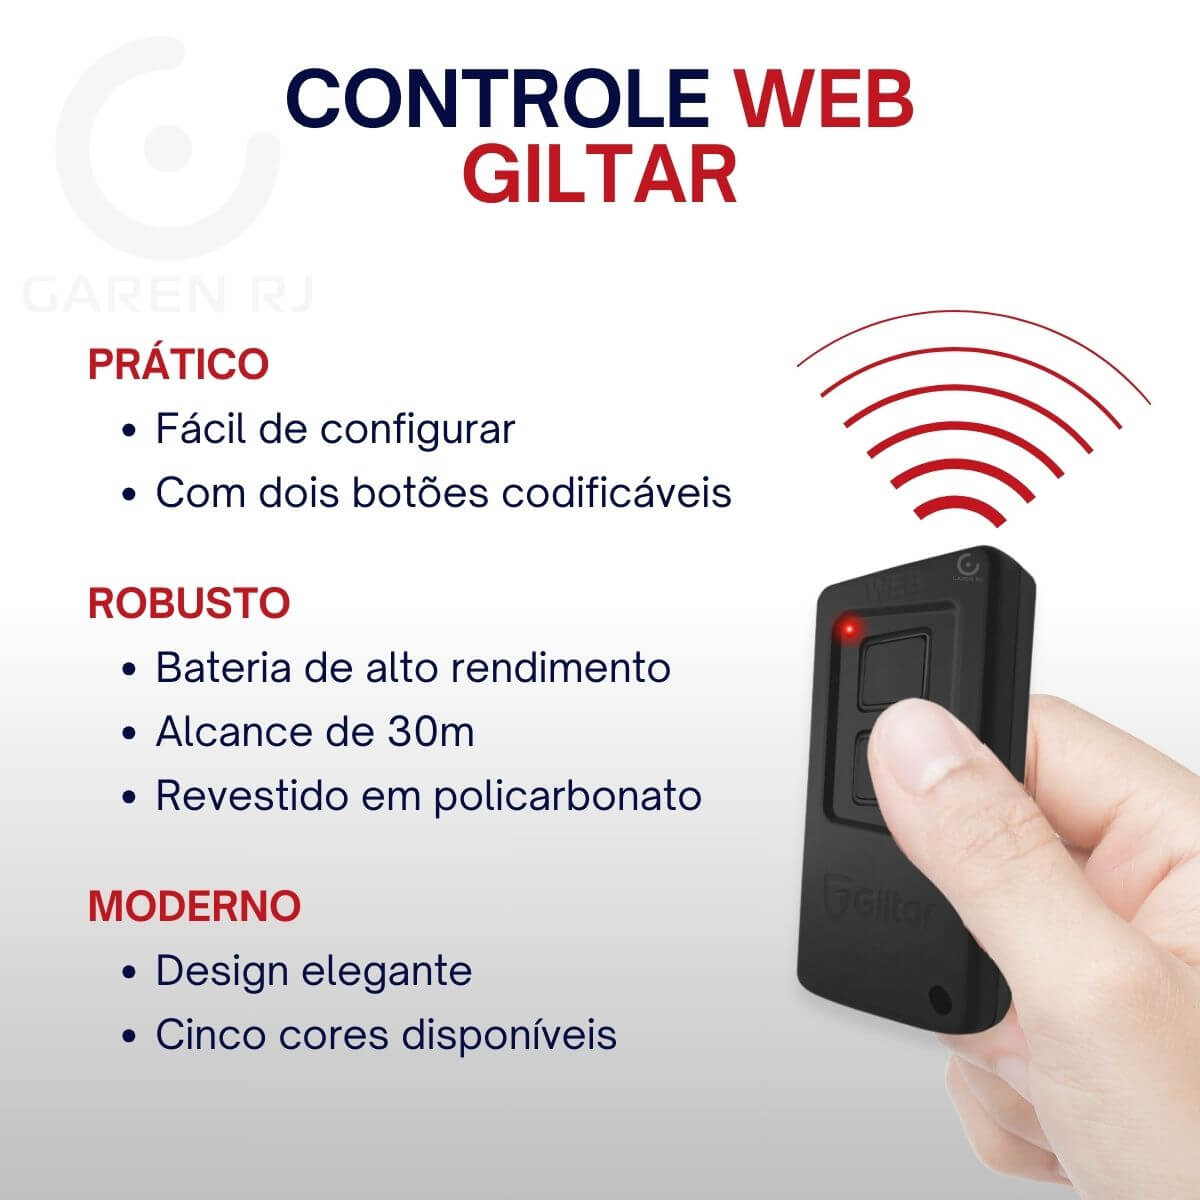 CONTROLE WEB
GILTAR
GAREN RJ
PRÁTICO
Fácil de configurar
Com dois botões codificáveis
ROBUSTO
Bateria de alto rendimento
Alcance de 30m
Revestido em policarbonato
MODERNO
Design elegante
Cinco cores disponíveis
GAREN RJ
WEB
Giltar